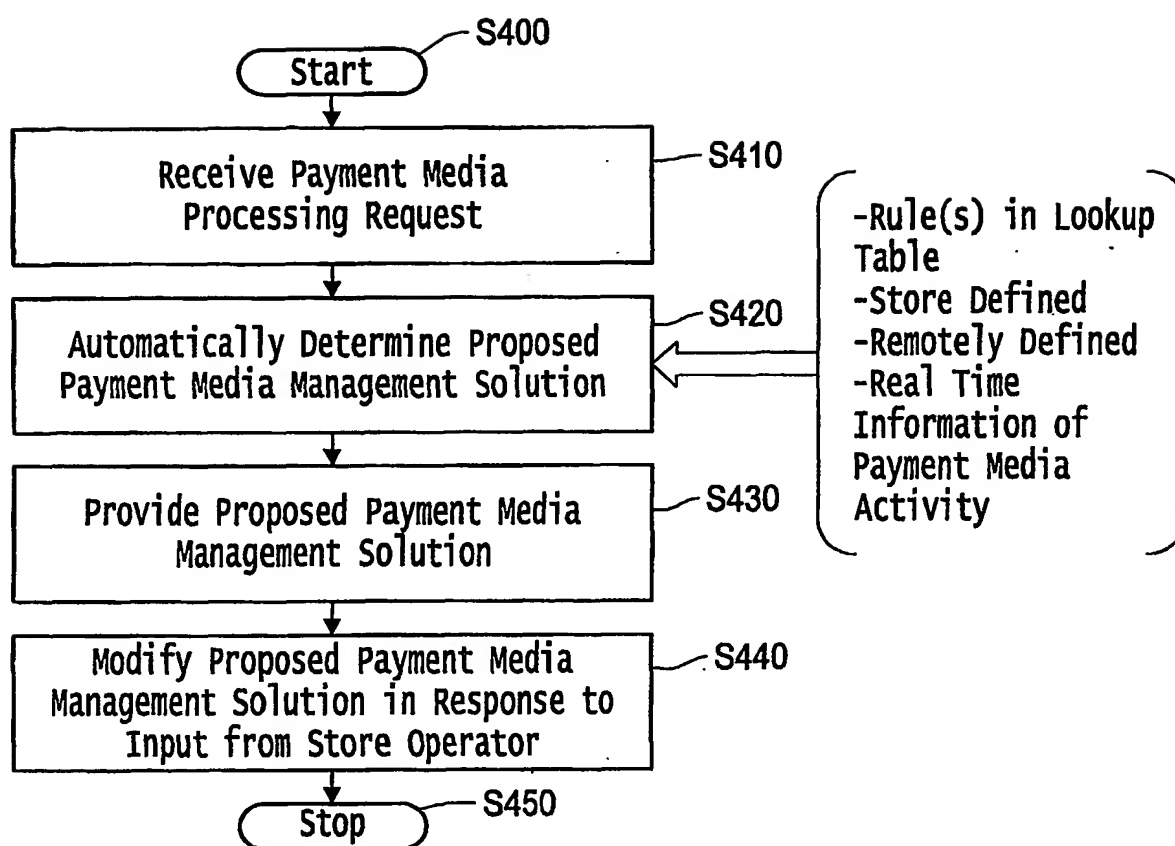 S400
Start
Receive Payment Media
Processing Request
S410
Automatically Determine Proposed
Payment Media Management Solution
S420
-Rule(s) in Lookup
Table
-Store Defined
-Remotely Defined
-Real Time
Information of
Payment Media
Activity
Provide Proposed Payment Media
Management Solution
S430
Modify Proposed Payment Media
Management Solution in Response to
Input from Store Operator
S440
Stop
S450